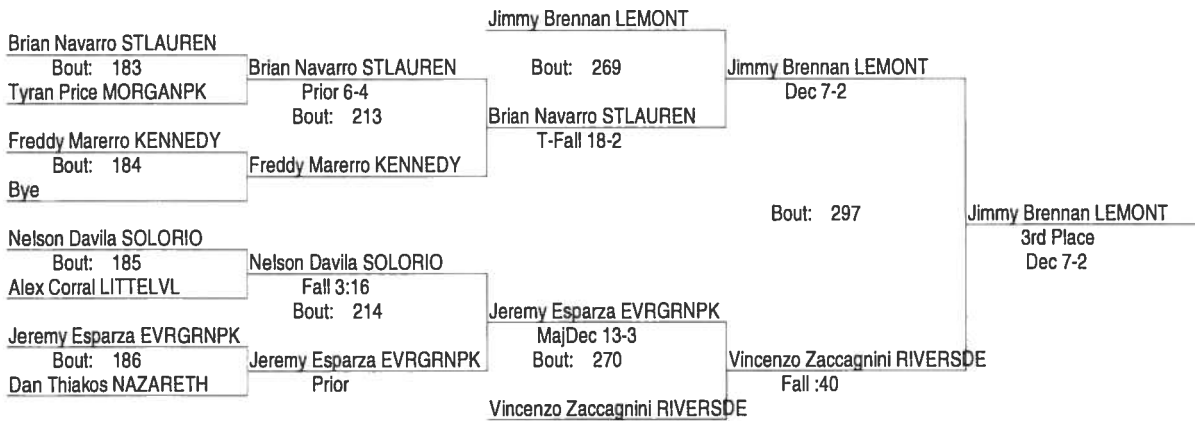 Jimmy Brennan LEMONT
Brian Navarro STLAUREN
Bout: 183
Brian Navarro STLAUREN
Bout: 269
Jimmy Brennan LEMONT
Tyran Price MORGANPK
Prior 6-4
Dec 7-2
Bout: 213
Brian Navarro STLAUREN
Freddy Marerro KENNEDY
T-Fall 18-2
Bout: 184
Freddy Marerro KENNEDY
Bye
Bout: 297
Jimmy Brennan LEMONT
Nelson Davila SOLORIO
3rd Place
Bout: 185
Nelson Davila SOLORIO
Dec 7-2
Alex Corral LITTELVL
Fall 3:16
Bout: 214
Jeremy Esparza EVRGRNPK
Jeremy Esparza EVRGRNPK
MajDec 13-3
Bout: 186
Jeremy Esparza EVRGRNPK
Bout: 270
Vincenzo Zaccagnini RIVERSDE
Dan Thiakos NAZARETH
Prior
Fall :40
Vincenzo Zaccagnini RIVERSDE